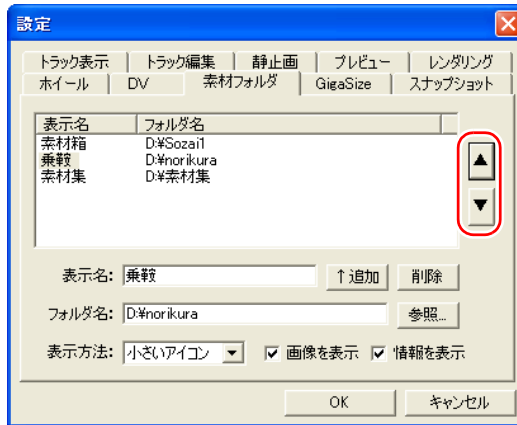 設定
トラック表示 トラック編集 静止画 プレビュー レンダリング
ホイール DV 素材フォルダ GigaSize スナップショット
表示名 フォルダ名
素材箱 D:¥Sozai1
乗鞍 D:¥norikura
素材集 D:¥素材集
▲
▼
表示名: 乗鞍 ↑追加 削除
フォルダ名: D:¥norikura 参照...
表示方法: 小さいアイコン 画像を表示 情報を表示
OK キャンセル